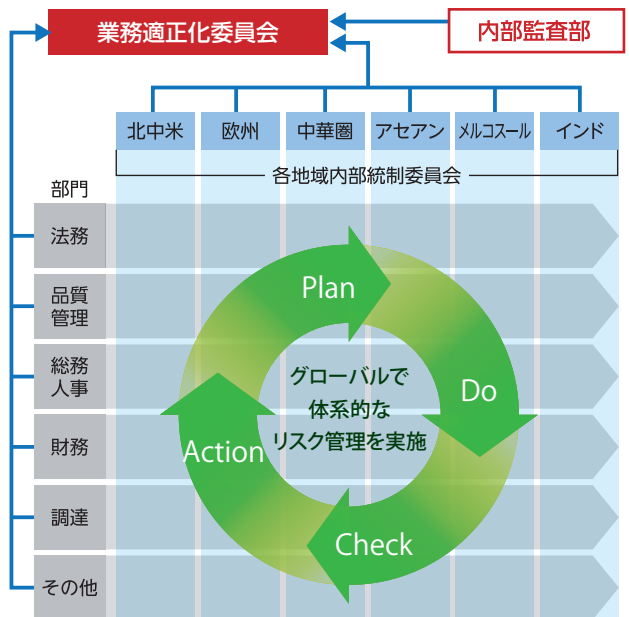 業務適正化委員会
内部監査部
北中米
欧州
中華圏
アセアン
メルコスール
インド
各地域内部統制委員会
部門
法務
品質
管理
総務
人事
財務
調達
その他
Plan
Do
Check
Action
グローバルで
体系的な
リスク管理を実施